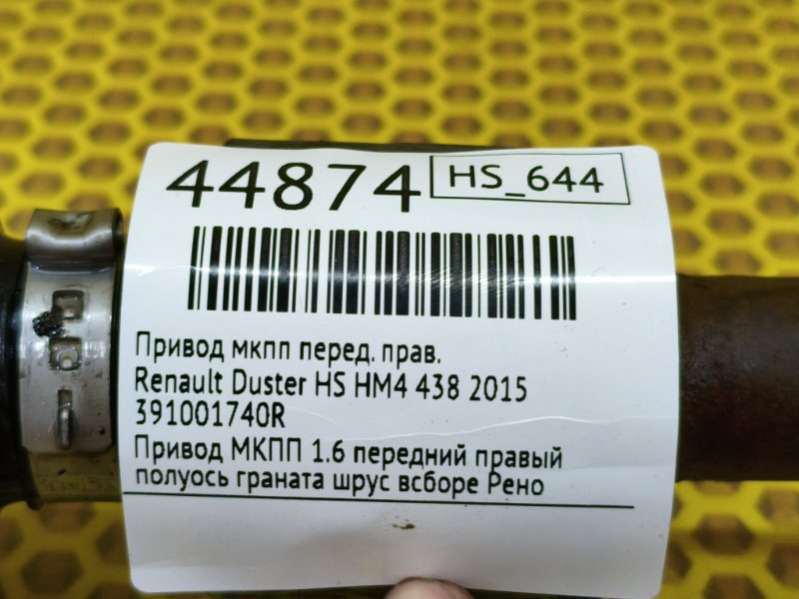 44874 HS_644
Привод мкпп перед. прав.
Renault Duster HS HM4 438 2015
391001740R
Привод МКПП 1.6 передний правый
полуось граната шрус всборе Рено